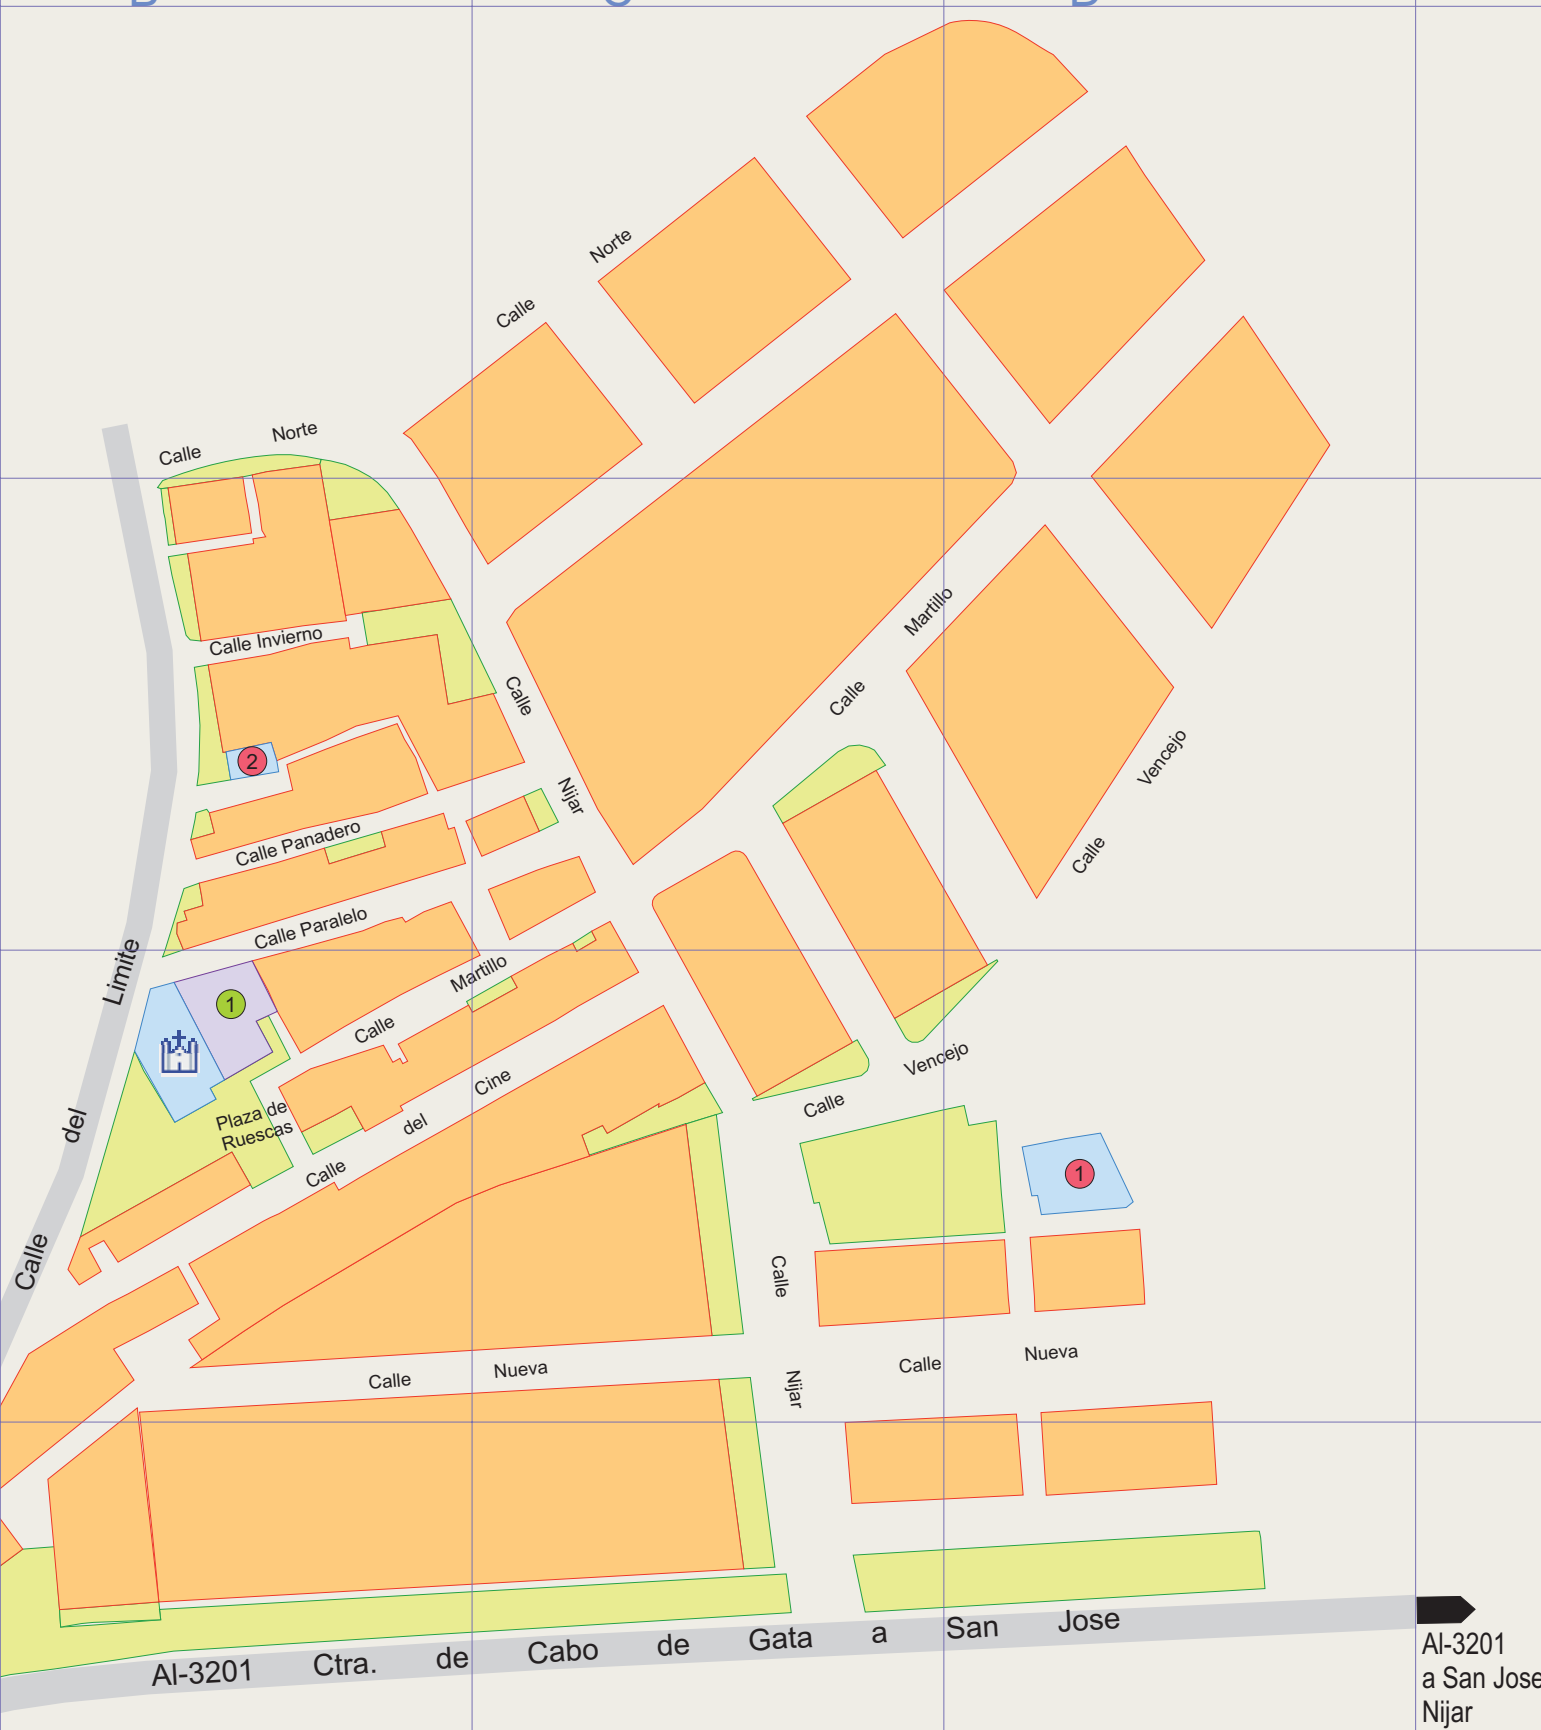 Norte
Calle
Calle Norte
Calle Invierno
Calle
Nijar
2
Martillo
Calle
Vencejo
Calle
Calle Panadero
Calle Paralelo
Martillo
Calle
Limite
del
Calle
1
Plaza de
Ruescas
Cine
del
Calle
Vencejo
Calle
1
Calle
Nijar
Calle Nueva
Calle Nueva
Al-3201 Ctra. de Cabo de Gata a San Jose
Al-3201
a San Jose
Nijar